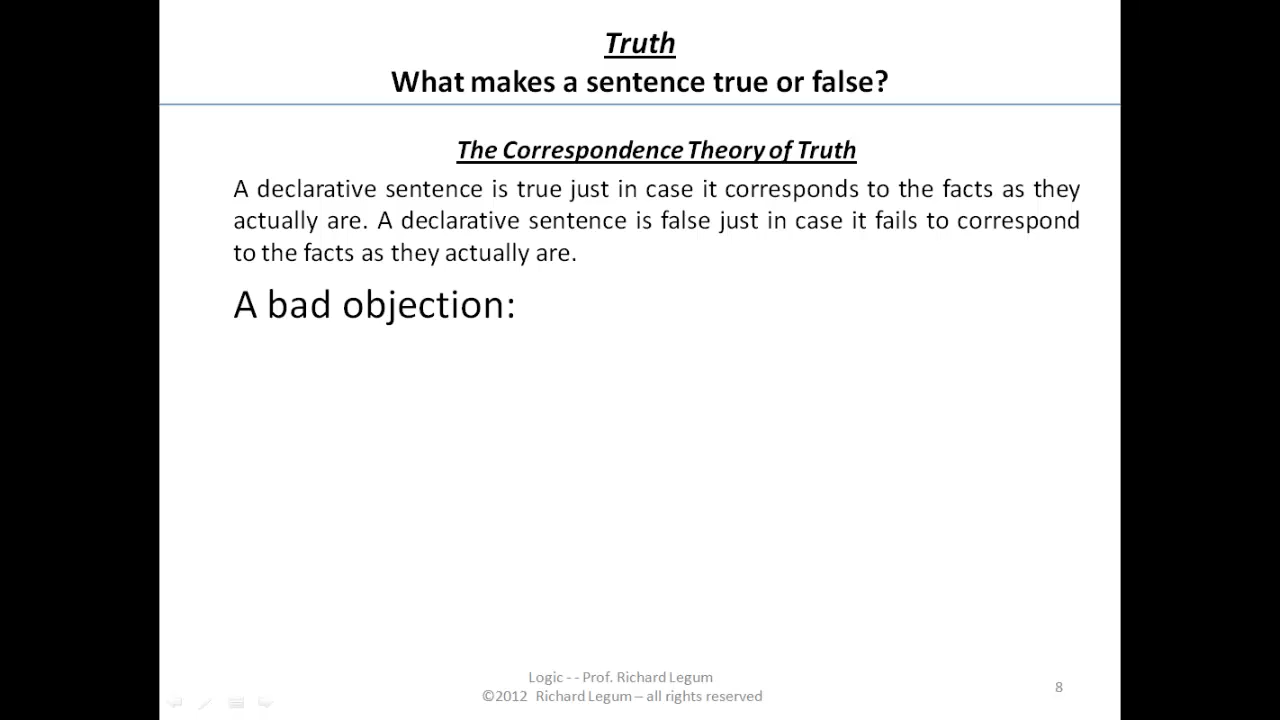 Truth
What makes a sentence true or false?
The Correspondence Theory of Truth
A declarative sentence is true just in case it corresponds to the facts as they
actually are. A declarative sentence is false just in case it fails to correspond
to the facts as they actually are.
A bad objection:
Logic - - Prof. Richard Legum
©2012 Richard Legum – all rights reserved
8